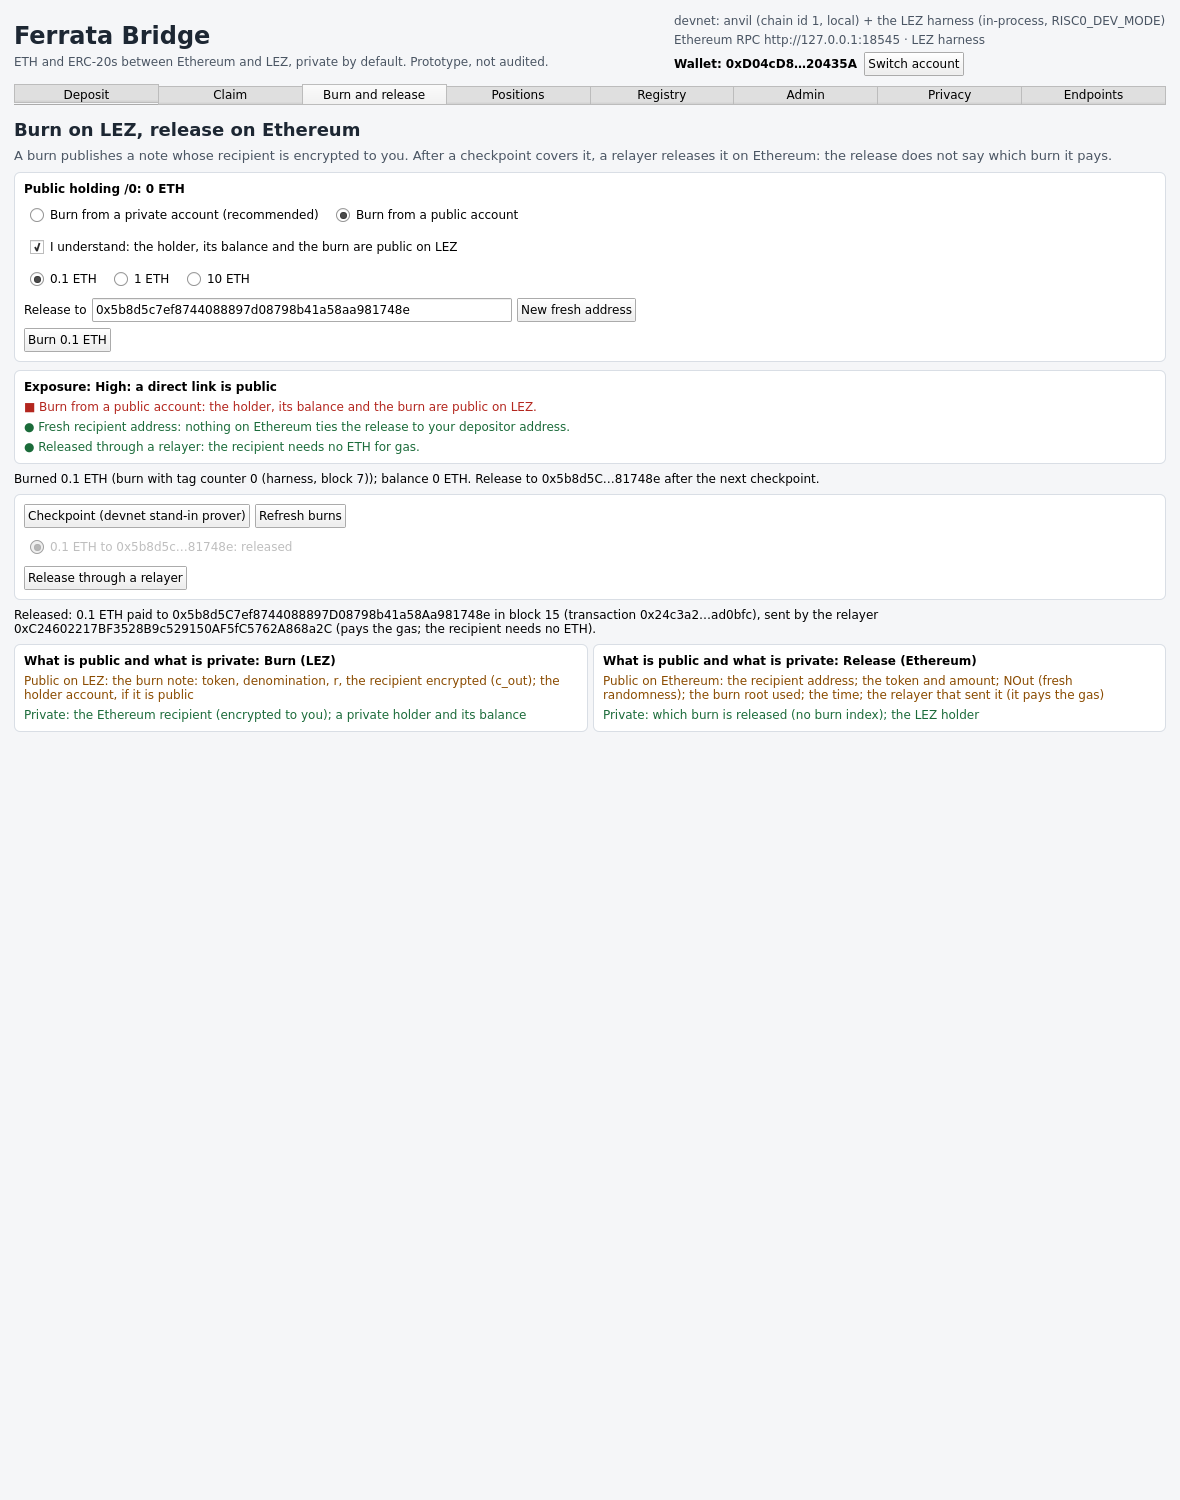 Ferrata Bridge
ETH and ERC-20s between Ethereum and LEZ, private by default. Prototype, not audited.
devnet: anvil (chain id 1, local) + the LEZ harness (in-process, RISC0_DEV_MODE)
Ethereum RPC http://127.0.0.1:18545 · LEZ harness
Wallet: 0xD04cD8…20435A Switch account
Deposit Claim Burn and release Positions Registry Admin Privacy Endpoints
Burn on LEZ, release on Ethereum
A burn publishes a note whose recipient is encrypted to you. After a checkpoint covers it, a relayer releases it on Ethereum: the release does not say which burn it pays.
Public holding /0: 0 ETH
Burn from a private account (recommended) Burn from a public account
I understand: the holder, its balance and the burn are public on LEZ
0.1 ETH 1 ETH 10 ETH
Release to 0x5b8d5c7ef8744088897d08798b41a58aa981748e New fresh address
Burn 0.1 ETH
Exposure: High: a direct link is public
■ Burn from a public account: the holder, its balance and the burn are public on LEZ.
● Fresh recipient address: nothing on Ethereum ties the release to your depositor address.
● Released through a relayer: the recipient needs no ETH for gas.
Burned 0.1 ETH (burn with tag counter 0 (harness, block 7)); balance 0 ETH. Release to 0x5b8d5C…81748e after the next checkpoint.
Checkpoint (devnet stand-in prover) Refresh burns
0.1 ETH to 0x5b8d5c…81748e: released
Release through a relayer
Released: 0.1 ETH paid to 0x5b8d5C7ef8744088897D08798b41a58Aa981748e in block 15 (transaction 0x24c3a2…ad0bfc), sent by the relayer
0xC24602217BF3528B9c529150AF5fC5762A868a2C (pays the gas; the recipient needs no ETH).
What is public and what is private: Burn (LEZ)
Public on LEZ: the burn note: token, denomination, r, the recipient encrypted (c_out); the
holder account, if it is public
Private: the Ethereum recipient (encrypted to you); a private holder and its balance
What is public and what is private: Release (Ethereum)
Public on Ethereum: the recipient address; the token and amount; NOut (fresh
randomness); the burn root used; the time; the relayer that sent it (it pays the gas)
Private: which burn is released (no burn index); the LEZ holder